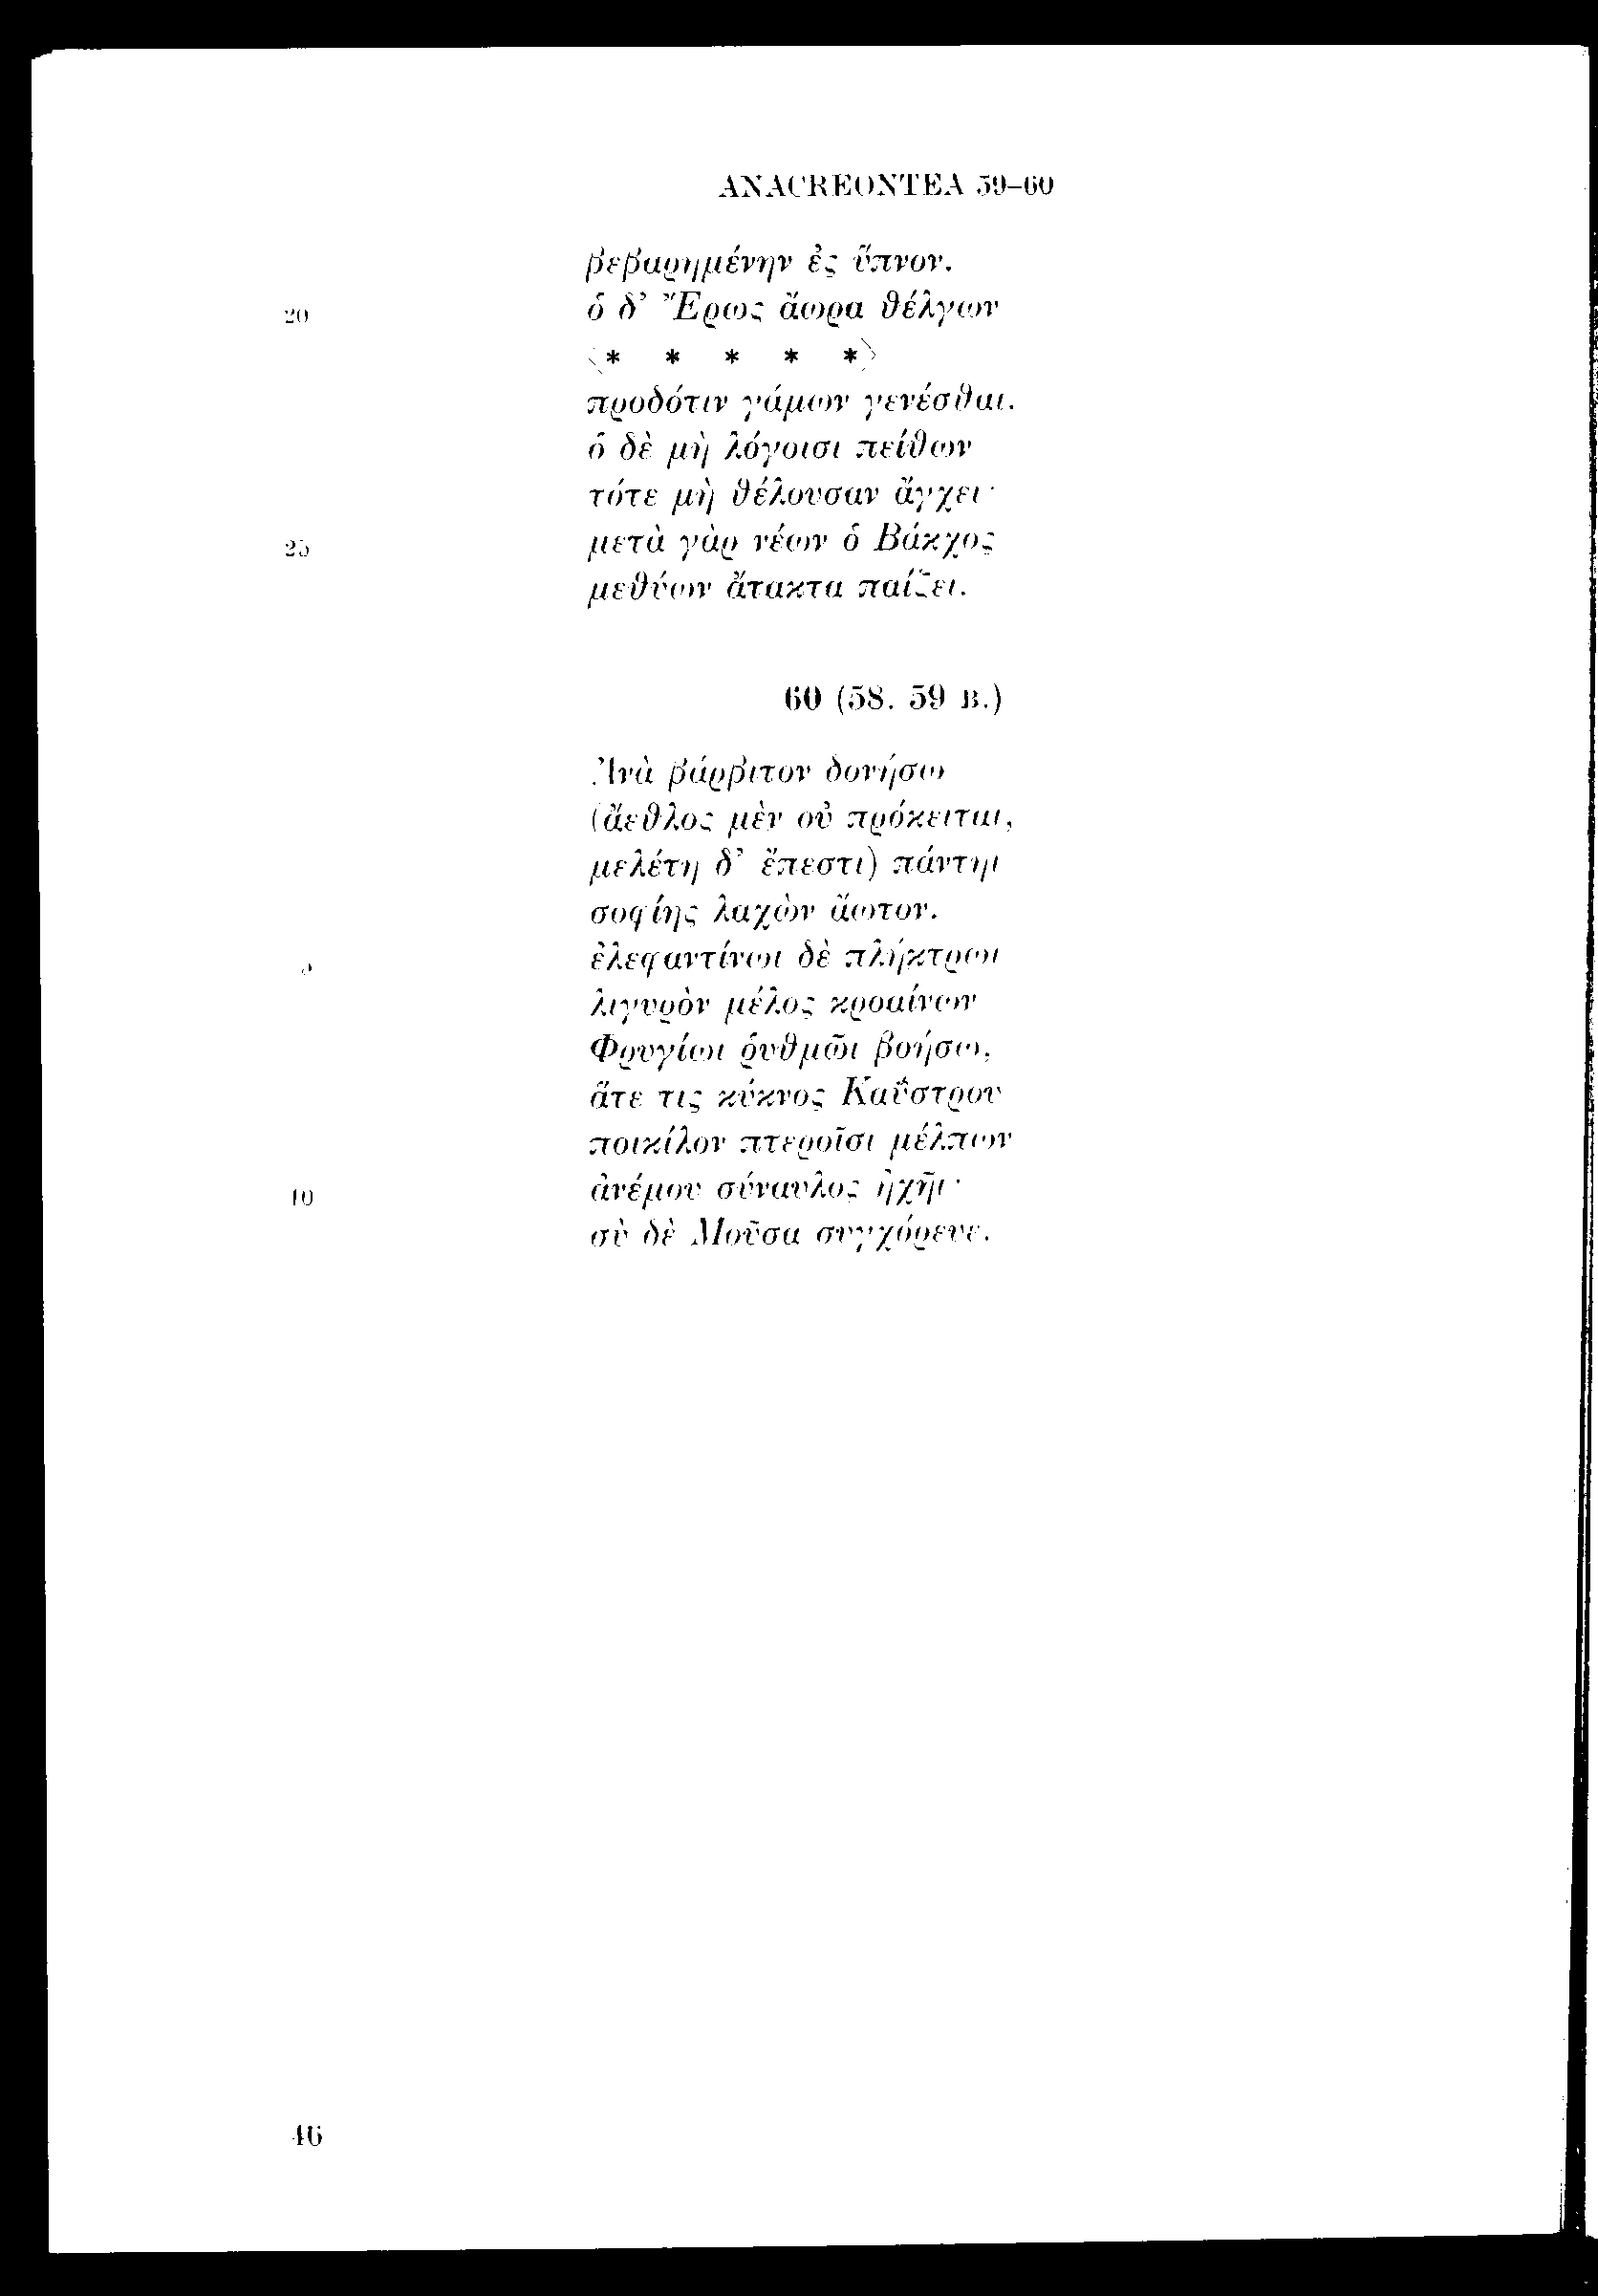 ANACREONTEA 59–60
βεβαρημένην ἐς ὕπνον.
20 ὁ δ’ Ἔρως ἄωρα θέλγων
⟨* * * * *⟩
προδότιν γάμων γενέσθαι.
ὁ δὲ μὴ λόγοισι πείθων
τότε μὴ θέλουσαν ἄγχει·
25 μετὰ γὰρ νέων ὁ Βάκχος
μεθύων ἄτακτα παίζει.
60 (58. 59 B.)
Ἀνὰ βάρβιτον δονήσω
(ἄεθλος μὲν οὐ πρόκειται,
μελέτη δ’ ἔπεστι) πάντηι
σοφίης λαχὼν ἄωτον.
5 ἐλεφαντίνωι δὲ πλήκτρωι
λιγυρὸν μέλος κροαίνων
Φρυγίωι ῥυθμῶι βοήσω,
ἅτε τις κύκνος Καΰστρου
ποικίλον πτεροῖσι μέλπων
10 ἀνέμου σύναυλος ἠχῆι·
σὺ δὲ Μοῦσα συγχόρευε.
46